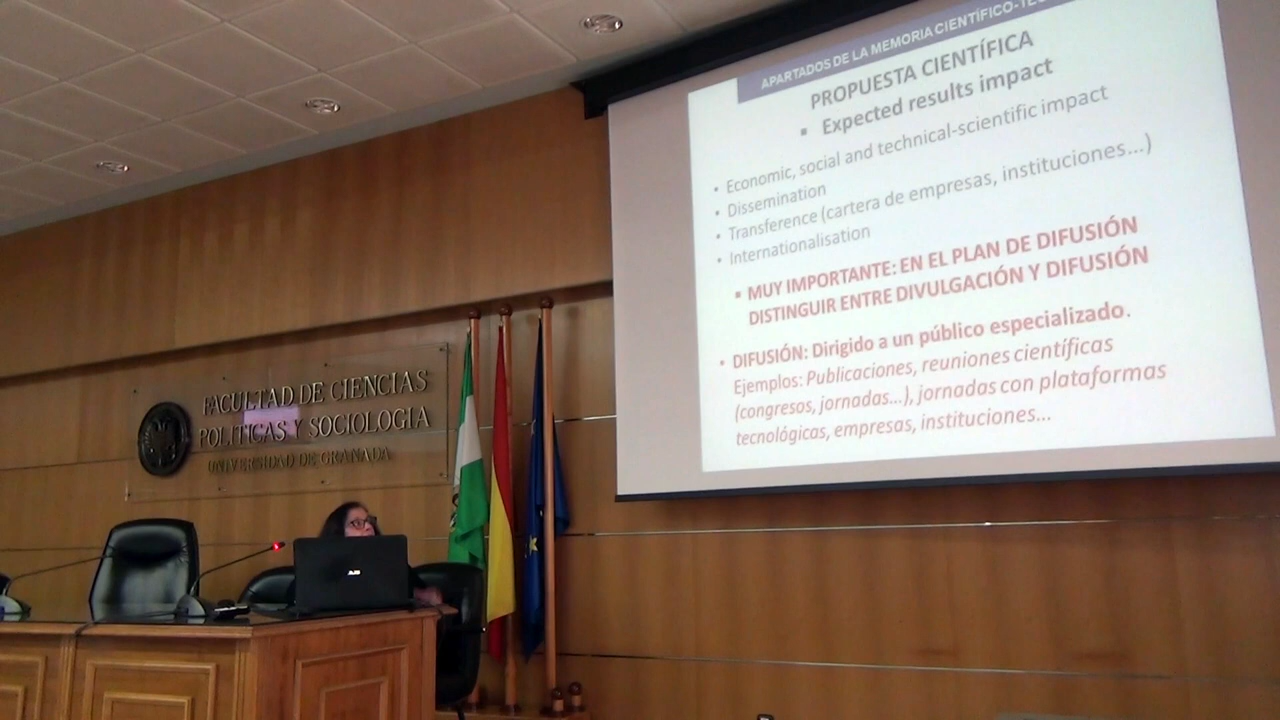 APARTADOS DE LA MEMORIA CIENTÍFICO-TEC
PROPUESTA CIENTÍFICA
▪ Expected results impact
• Economic, social and technical-scientific impact
• Dissemination
• Transference (cartera de empresas, instituciones...)
• Internationalisation
▪ MUY IMPORTANTE: EN EL PLAN DE DIFUSIÓN
DISTINGUIR ENTRE DIVULGACIÓN Y DIFUSIÓN
• DIFUSIÓN: Dirigido a un público especializado.
Ejemplos: Publicaciones, reuniones científicas
(congresos, jornadas...), jornadas con plataformas
tecnológicas, empresas, instituciones...
FACULTAD DE CIENCIAS
POLITICAS Y SOCIOLOGIA
UNIVERSIDAD DE GRANADA